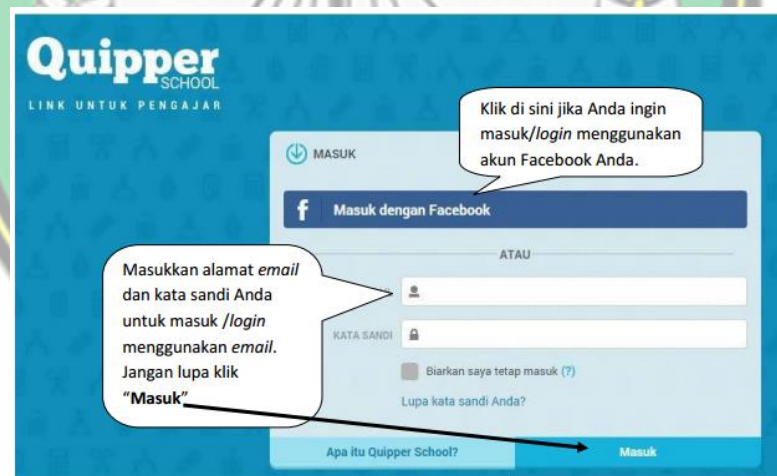 Quipper
SCHOOL
LINK UNTUK PENGAJAR
Klik di sini jika Anda ingin
masuk/login menggunakan
akun Facebook Anda.
MASUK
f Masuk dengan Facebook
ATAU
Masukkan alamat email
dan kata sandi Anda
untuk masuk /login
menggunakan email.
Jangan lupa klik
“Masuk”
KATA SANDI
Biarkan saya tetap masuk (?)
Lupa kata sandi Anda?
Apa itu Quipper School?
Masuk